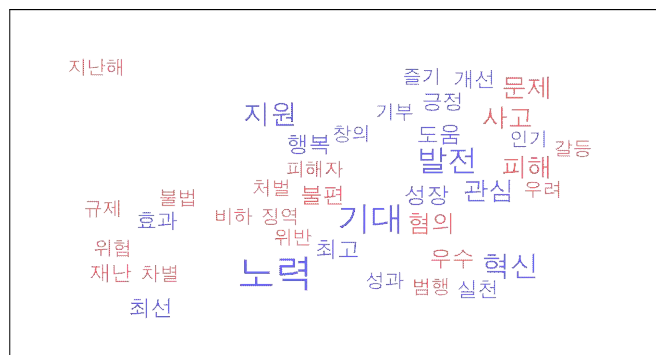 지난해
즐기 개선
문제
긍정
지원 기부 사고
창의 도움 인기
행복 갈등
발전
피해자 피해
처벌 불편 성장 관심 우려
불법
규제 효과 비하 징역 기대 혐의
위반
위험 최고
우수 혁신
재난 차별 노력
성과 범행 실천
최선